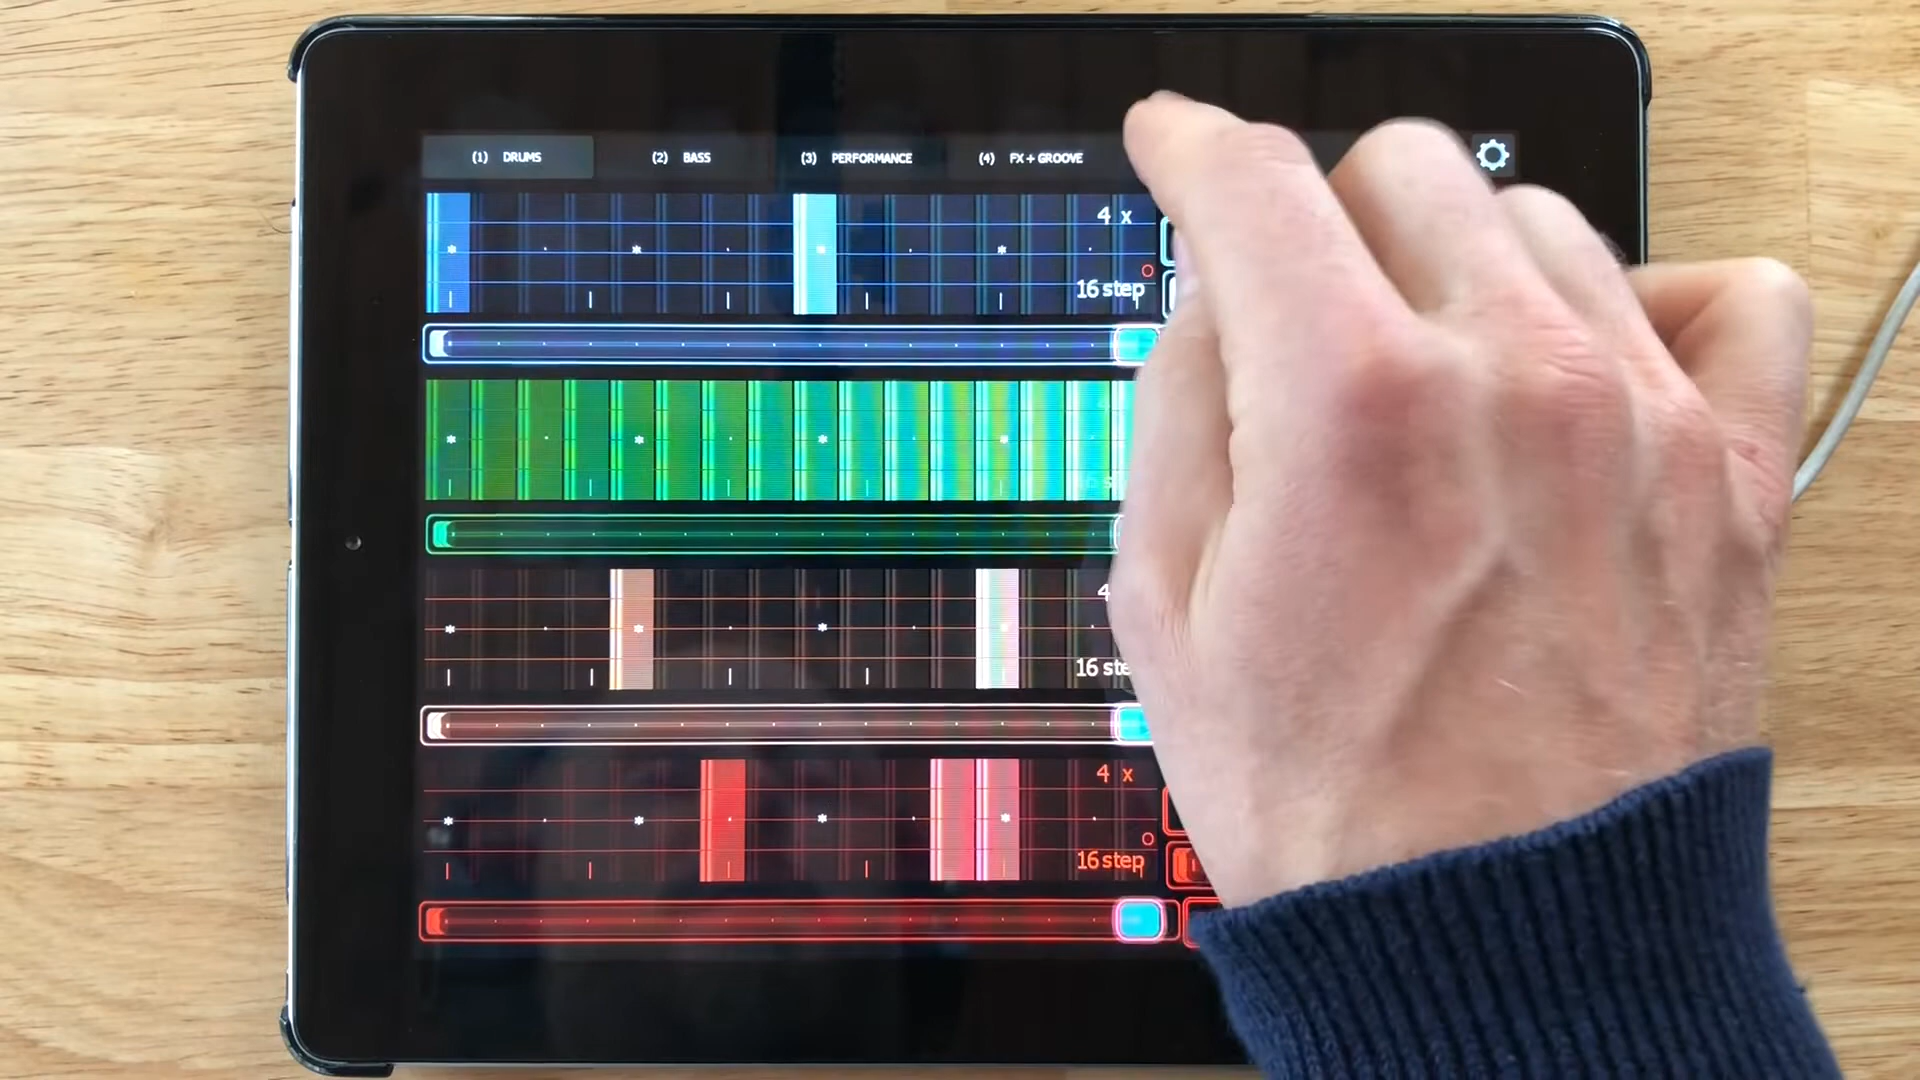 (1) DRUMS (2) BASS (3) PERFORMANCE (4) FX + GROOVE
4 x
16 step
4
16 ste
4 x
16 step